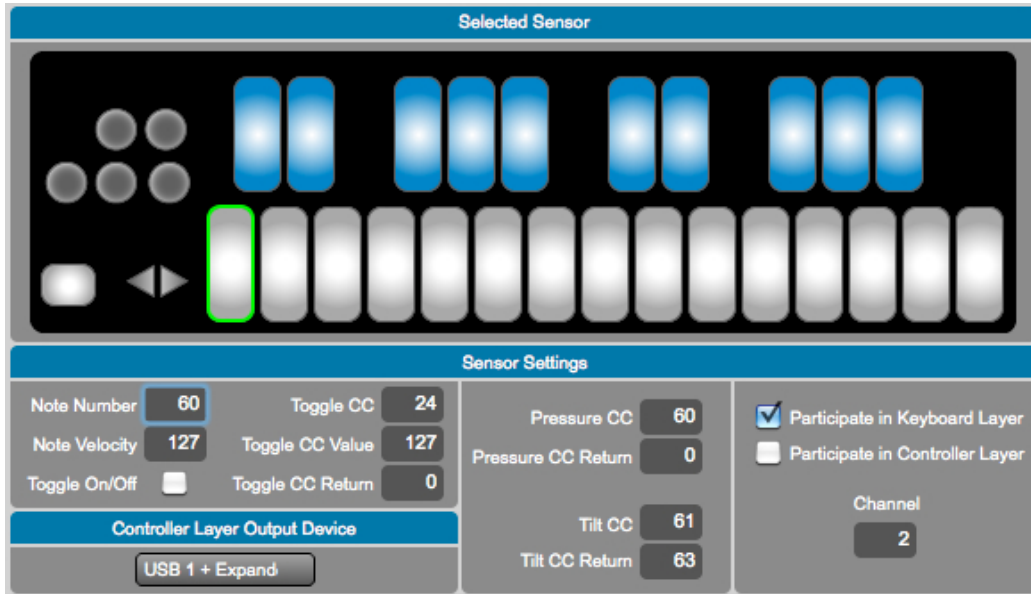 Selected Sensor
Sensor Settings
Note Number 60
Toggle CC 24
Note Velocity 127
Toggle CC Value 127
Toggle On/Off
Toggle CC Return 0
Controller Layer Output Device
USB 1 + Expand
Pressure CC 60
Pressure CC Return 0
Tilt CC 61
Tilt CC Return 63
Participate in Keyboard Layer
Participate in Controller Layer
Channel
2